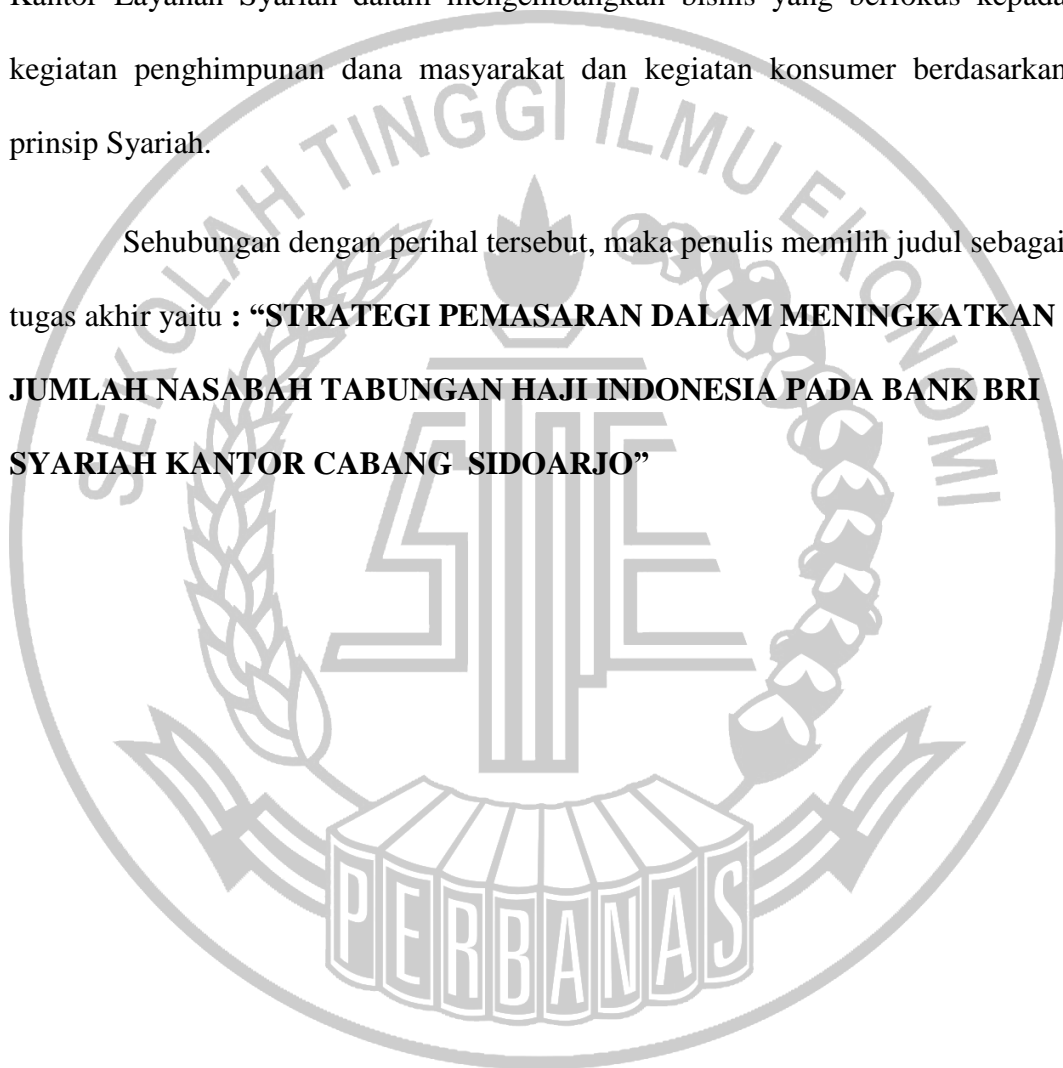 Kantor Layanan Syariah dalam mengembangkan bisnis yang berfokus kepada
kegiatan penghimpunan dana masyarakat dan kegiatan konsumer berdasarkan
prinsip Syariah.
Sehubungan dengan perihal tersebut, maka penulis memilih judul sebagai
tugas akhir yaitu : “STRATEGI PEMASARAN DALAM MENINGKATKAN
JUMLAH NASABAH TABUNGAN HAJI INDONESIA PADA BANK BRI
SYARIAH KANTOR CABANG SIDOARJO”
SEKOLAH TINGGI ILMU EKONOMI
PERBANAS